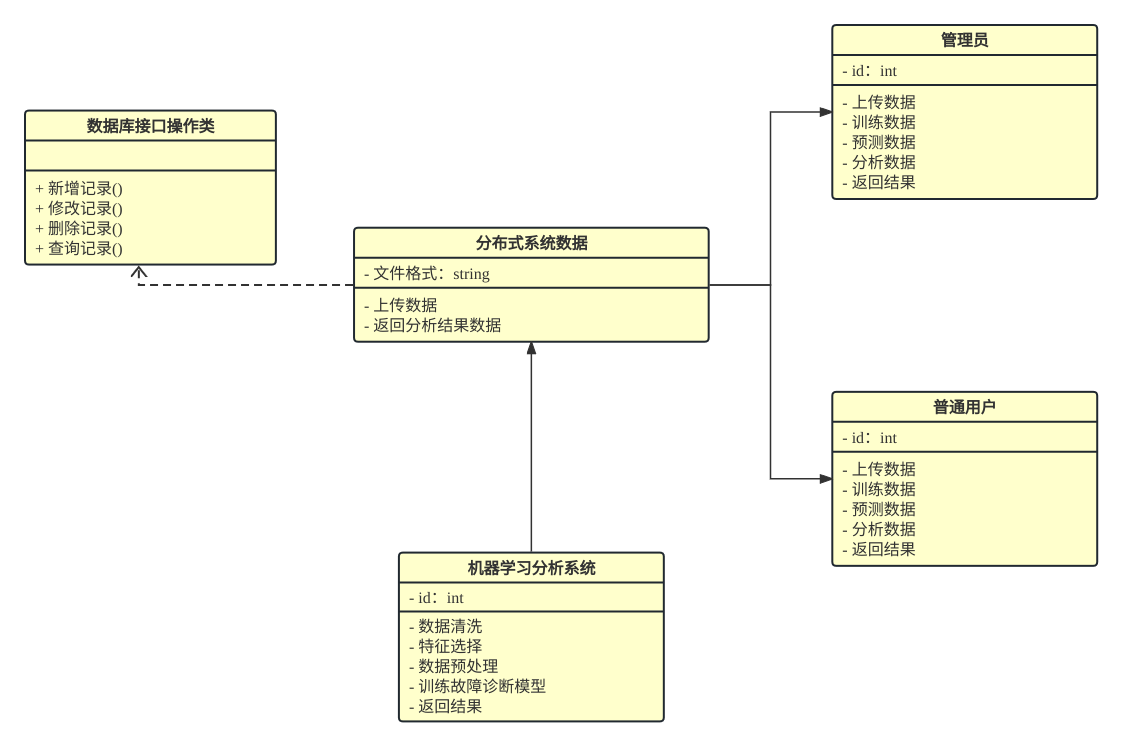 数据库接口操作类
+ 新增记录()
+ 修改记录()
+ 删除记录()
+ 查询记录()
分布式系统数据
- 文件格式：string
- 上传数据
- 返回分析结果数据
管理员
- id：int
- 上传数据
- 训练数据
- 预测数据
- 分析数据
- 返回结果
普通用户
- id：int
- 上传数据
- 训练数据
- 预测数据
- 分析数据
- 返回结果
机器学习分析系统
- id：int
- 数据清洗
- 特征选择
- 数据预处理
- 训练故障诊断模型
- 返回结果